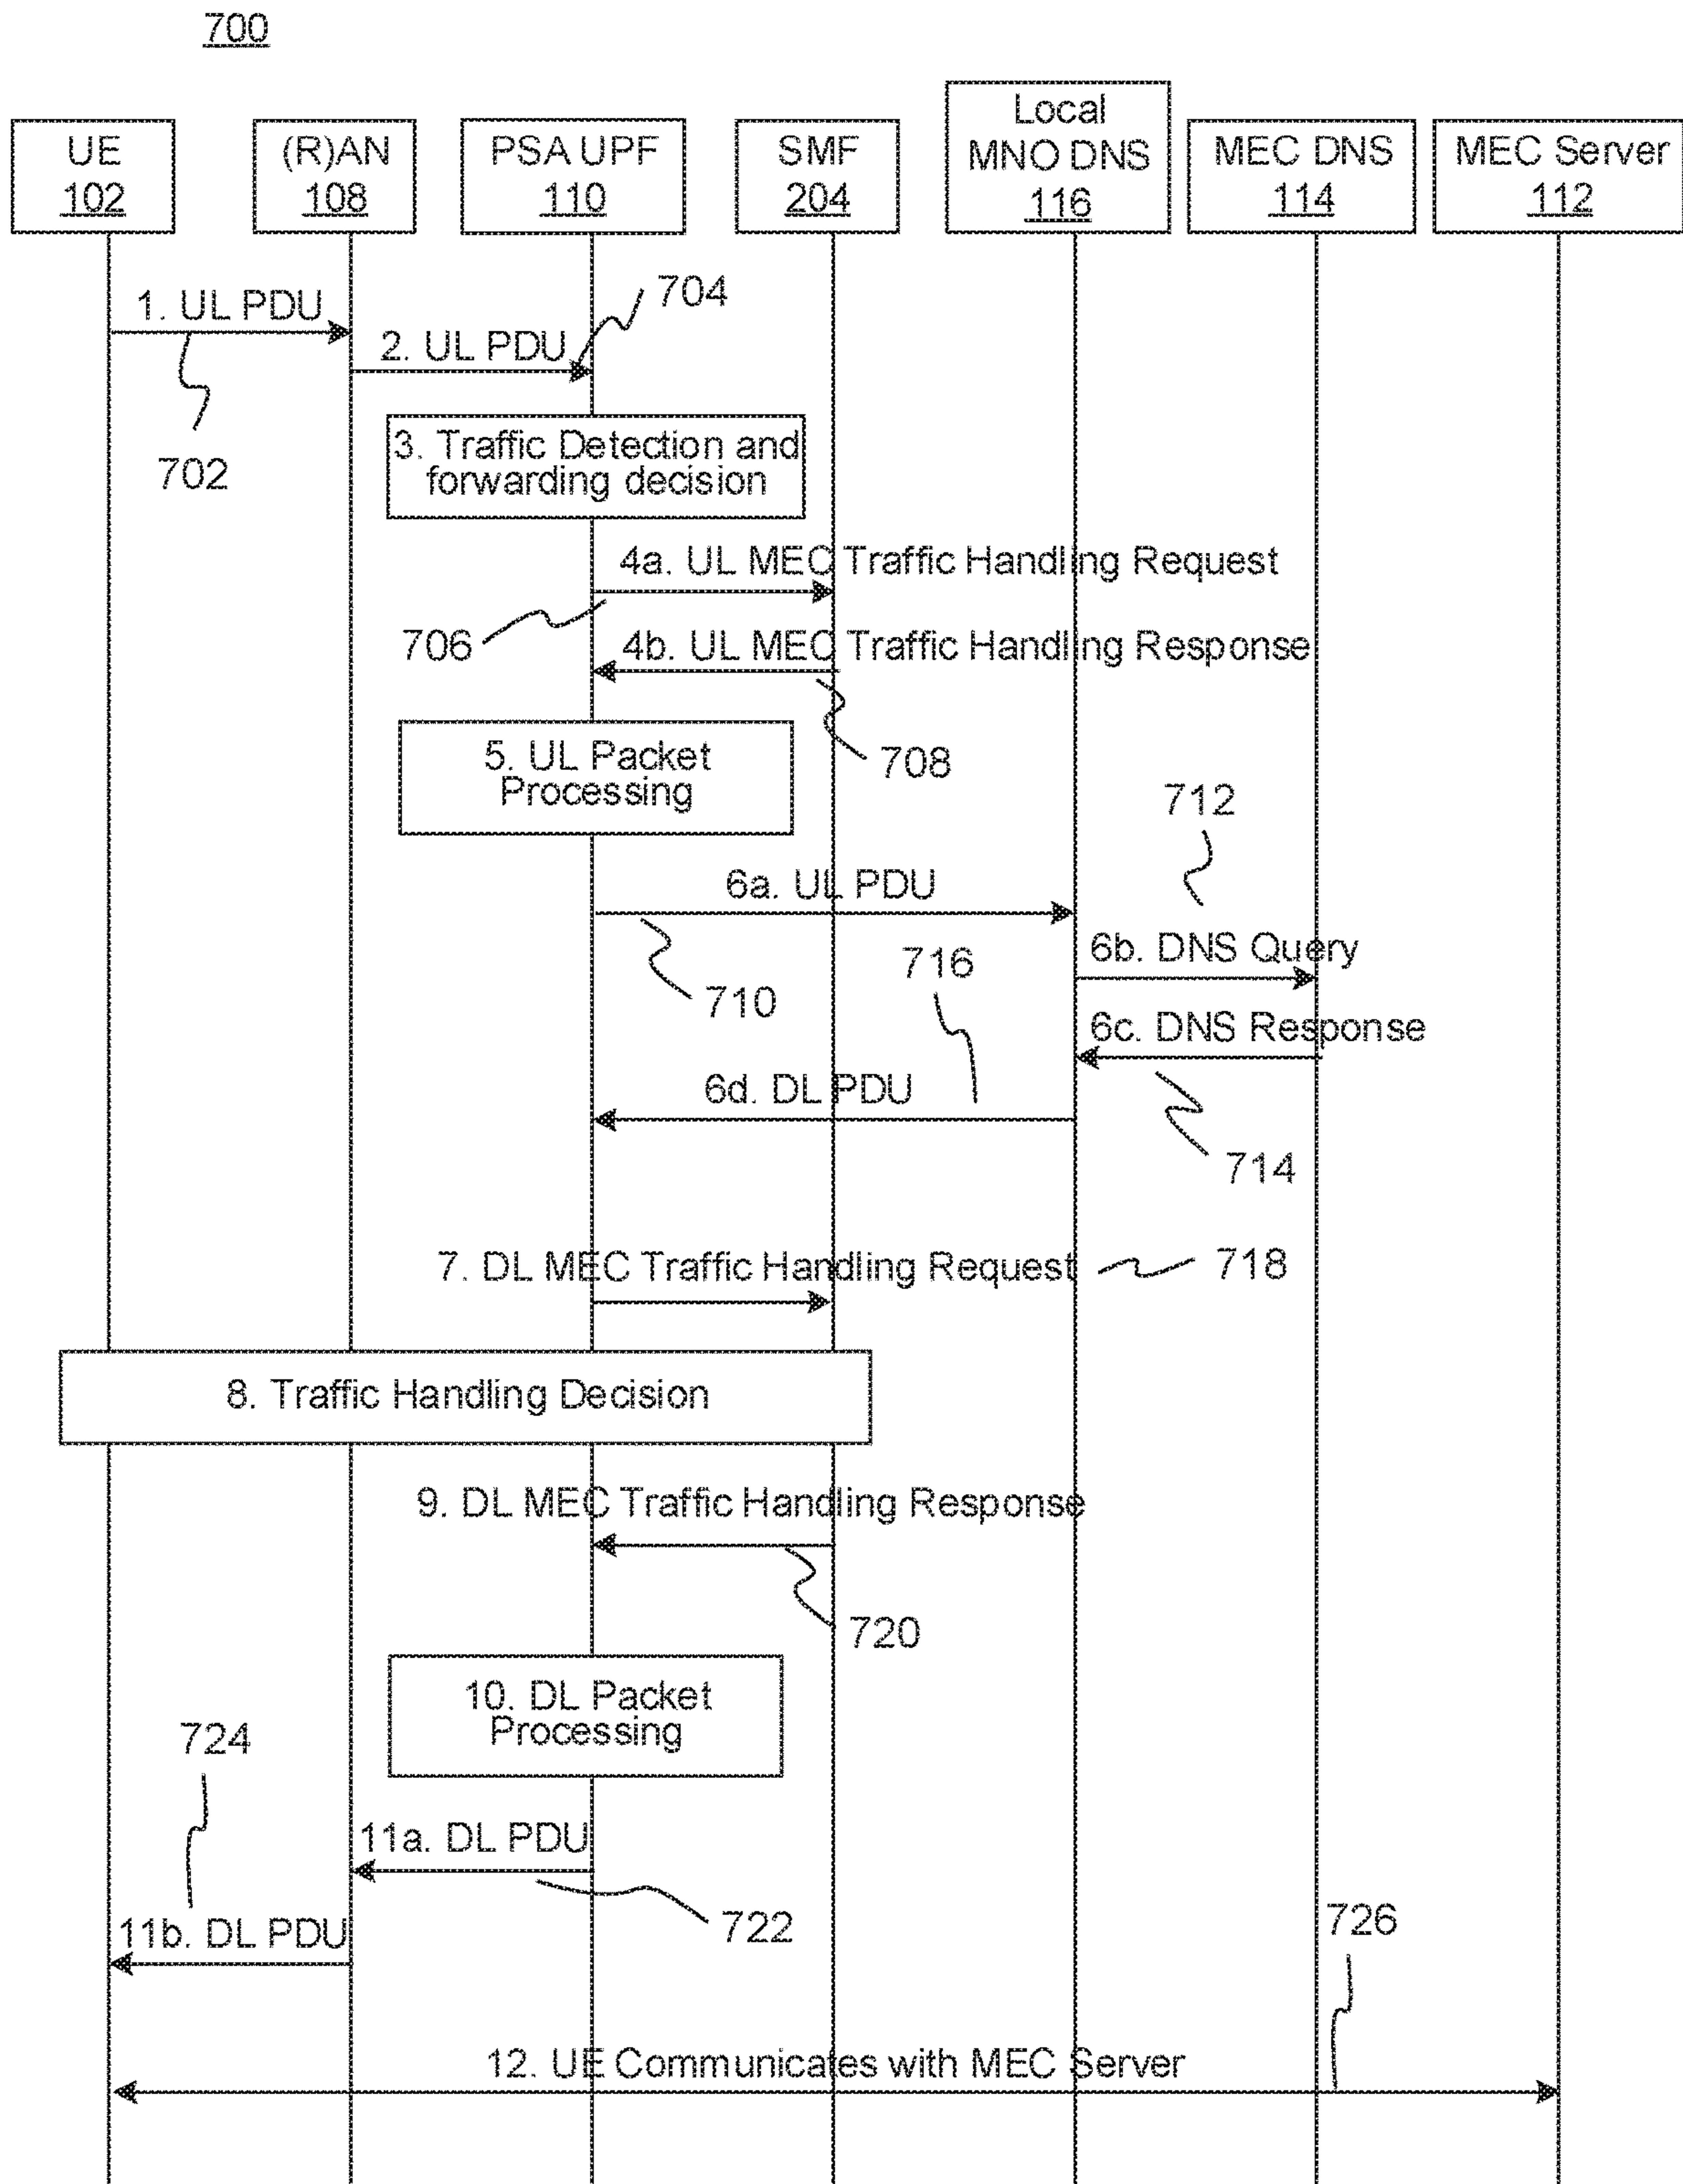 700
UE
102
(R)AN
108
PSA UPF
110
SMF
204
Local
MNO DNS
116
MEC DNS
114
MEC Server
112
1. UL PDU
704
2. UL PDU
702
3. Traffic Detection and
forwarding decision
4a. UL MEC Traffic Handling Request
706
4b. UL MEC Traffic Handling Response
708
5. UL Packet
Processing
712
6a. UL PDU
710
716
6b. DNS Query
6c. DNS Response
6d. DL PDU
714
7. DL MEC Traffic Handling Request
718
8. Traffic Handling Decision
9. DL MEC Traffic Handling Response
720
10. DL Packet
Processing
724
11a. DL PDU
722
11b. DL PDU
726
12. UE Communicates with MEC Server